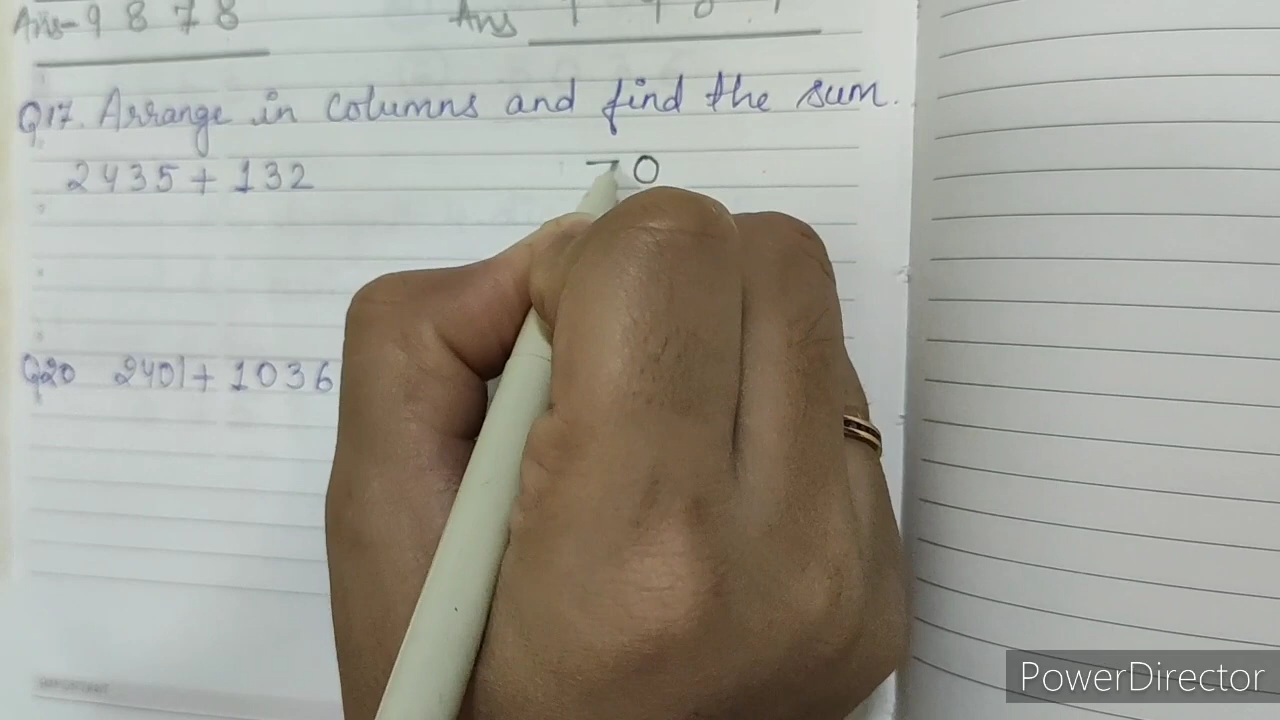 Ans-9 8 7 8
Ans
Q17. Arrange in columns and find the sum.
2435 + 132
T O
Q20 2401 + 1036
PowerDirector